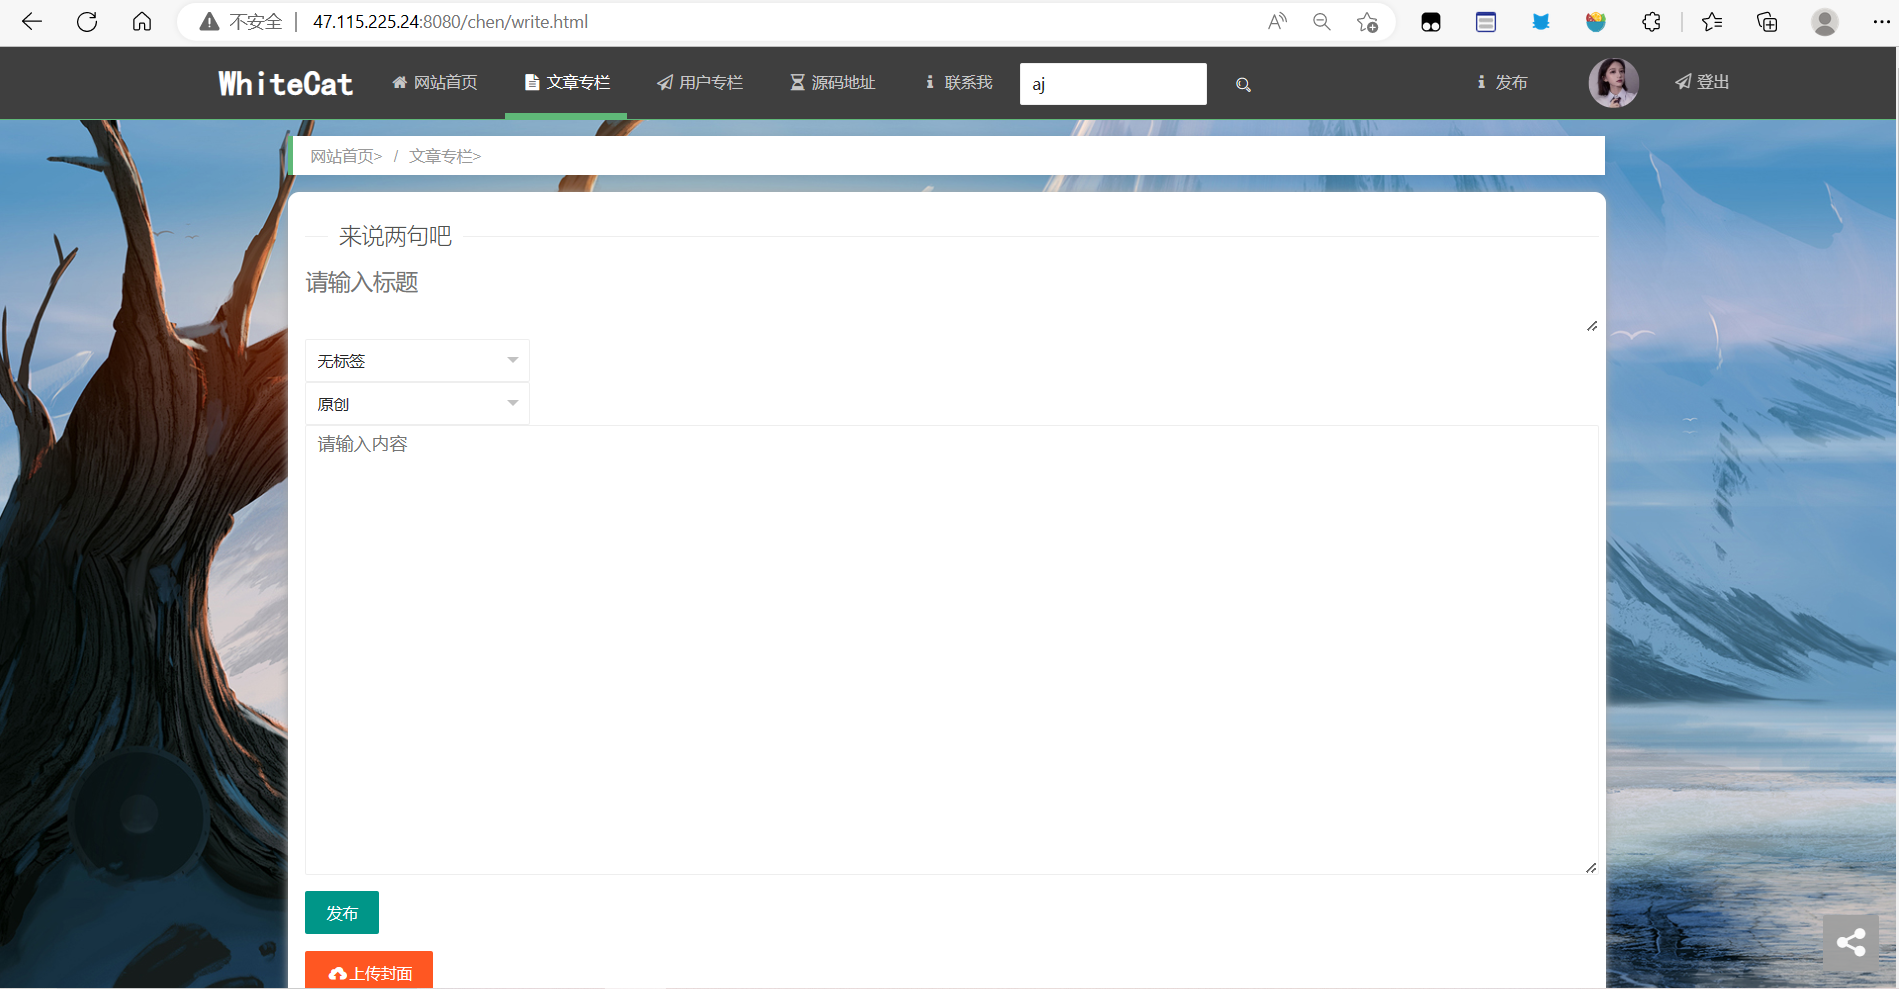 不安全 47.115.225.24:8080/chen/write.html
WhiteCat 网站首页 文章专栏 用户专栏 源码地址 联系我 aj 发布 登出
网站首页> / 文章专栏>
来说两句吧
请输入标题
无标签
原创
请输入内容
发布
上传封面